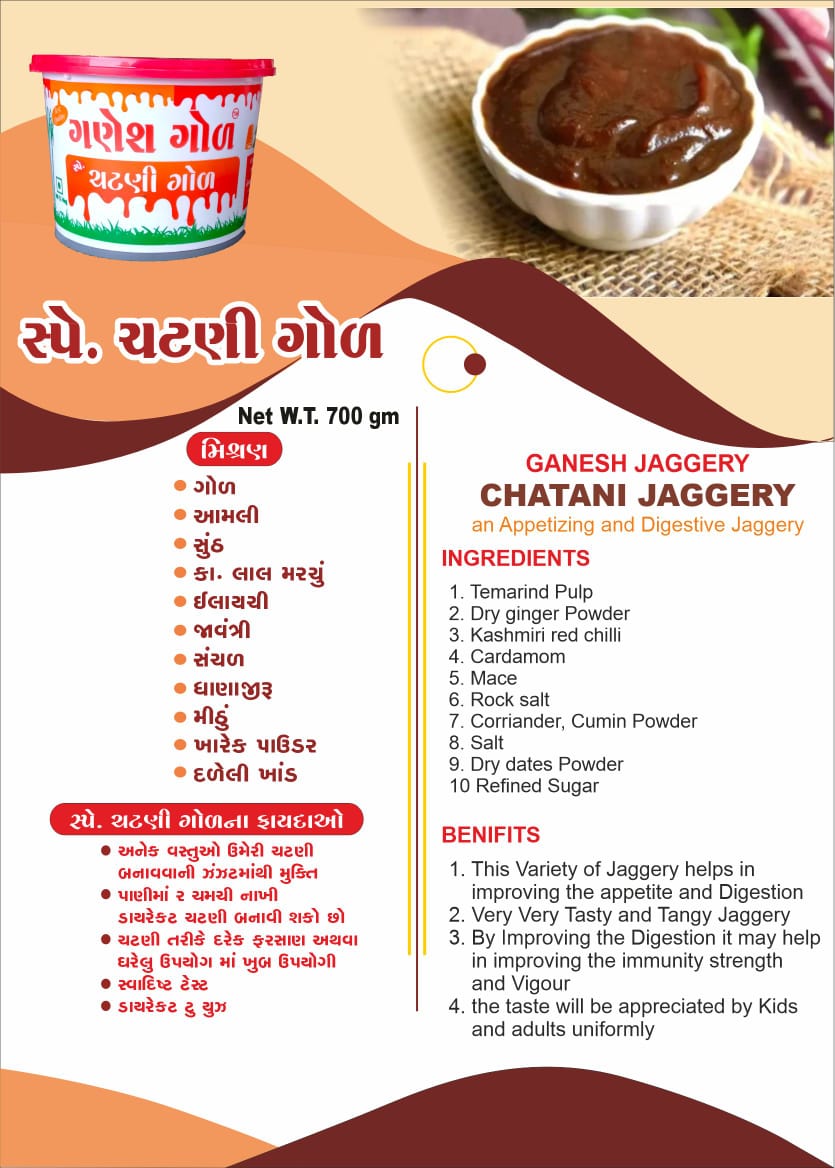 ગણેશ ગોળ
સ્પે. ચટણી ગોળ
સ્પે. ચટણી ગોળ
Net W.T. 700 gm
મિશ્રણ
ગોળ
આમલી
સુંઠ
કા. લાલ મરચું
ઈલાયચી
જાવંત્રી
સંચળ
ધાણાજીરૂ
મીઠું
ખારેક પાઉડર
દળેલી ખાંડ
સ્પે. ચટણી ગોળના ફાયદાઓ
અનેક વસ્તુઓ ઉમેરી ચટણી
બનાવવાની ઝંઝટમાંથી મુક્તિ
પાણીમાં ૨ ચમચી નાખી
ડાયરેકટ ચટણી બનાવી શકો છો
ચટણી તરીકે દરેક ફરસાણ અથવા
ઘરેલુ ઉપયોગ માં ખુબ ઉપયોગી
સ્વાદિષ્ટ ટેસ્ટ
ડાયરેકટ ટુ યુઝ
GANESH JAGGERY
CHATANI JAGGERY
an Appetizing and Digestive Jaggery
INGREDIENTS
1. Temarind Pulp
2. Dry ginger Powder
3. Kashmiri red chilli
4. Cardamom
5. Mace
6. Rock salt
7. Corriander, Cumin Powder
8. Salt
9. Dry dates Powder
10 Refined Sugar
BENIFITS
1. This Variety of Jaggery helps in
improving the appetite and Digestion
2. Very Very Tasty and Tangy Jaggery
3. By Improving the Digestion it may help
in improving the immunity strength
and Vigour
4. the taste will be appreciated by Kids
and adults uniformly